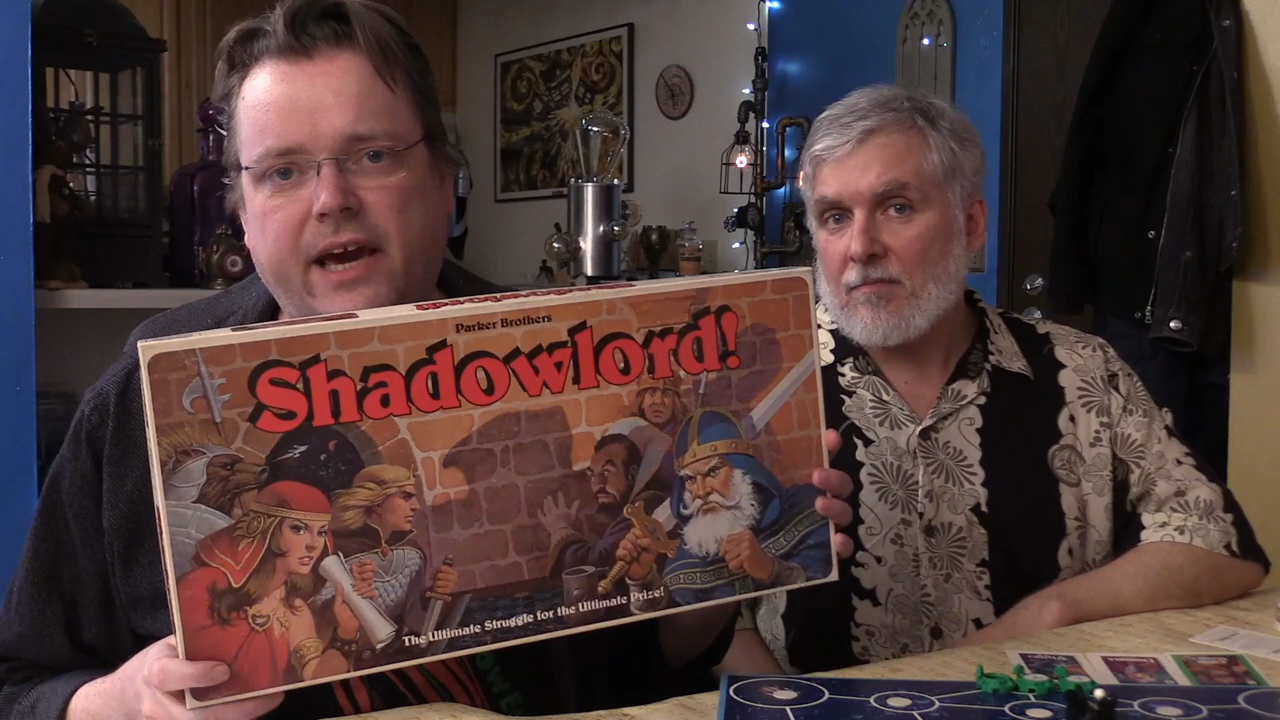 Parker Brothers
Shadowlord!
The Ultimate Struggle for the Ultimate Prize!